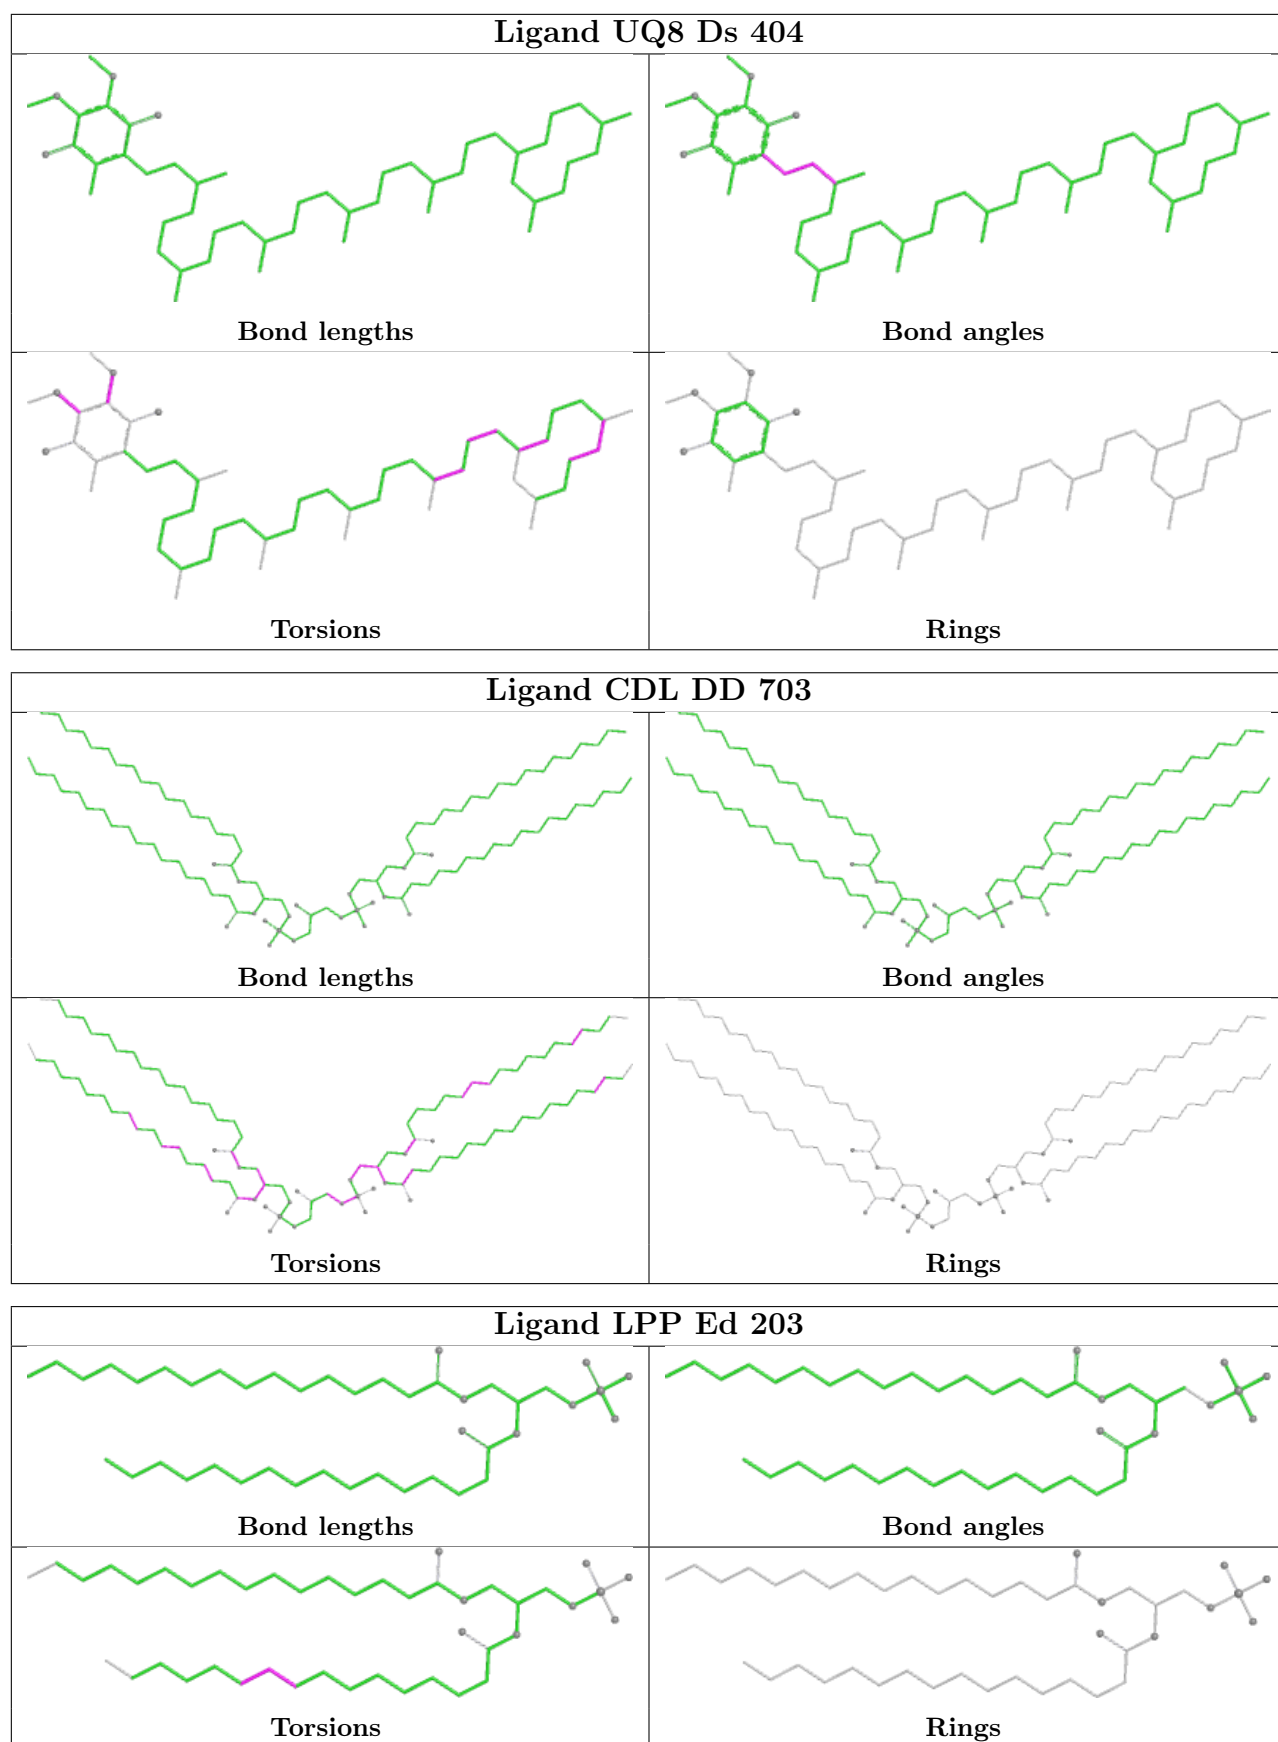 Ligand UQ8 Ds 404
Bond lengths
Bond angles
Torsions
Rings
Ligand CDL DD 703
Bond lengths
Bond angles
Torsions
Rings
Ligand LPP Ed 203
Bond lengths
Bond angles
Torsions
Rings